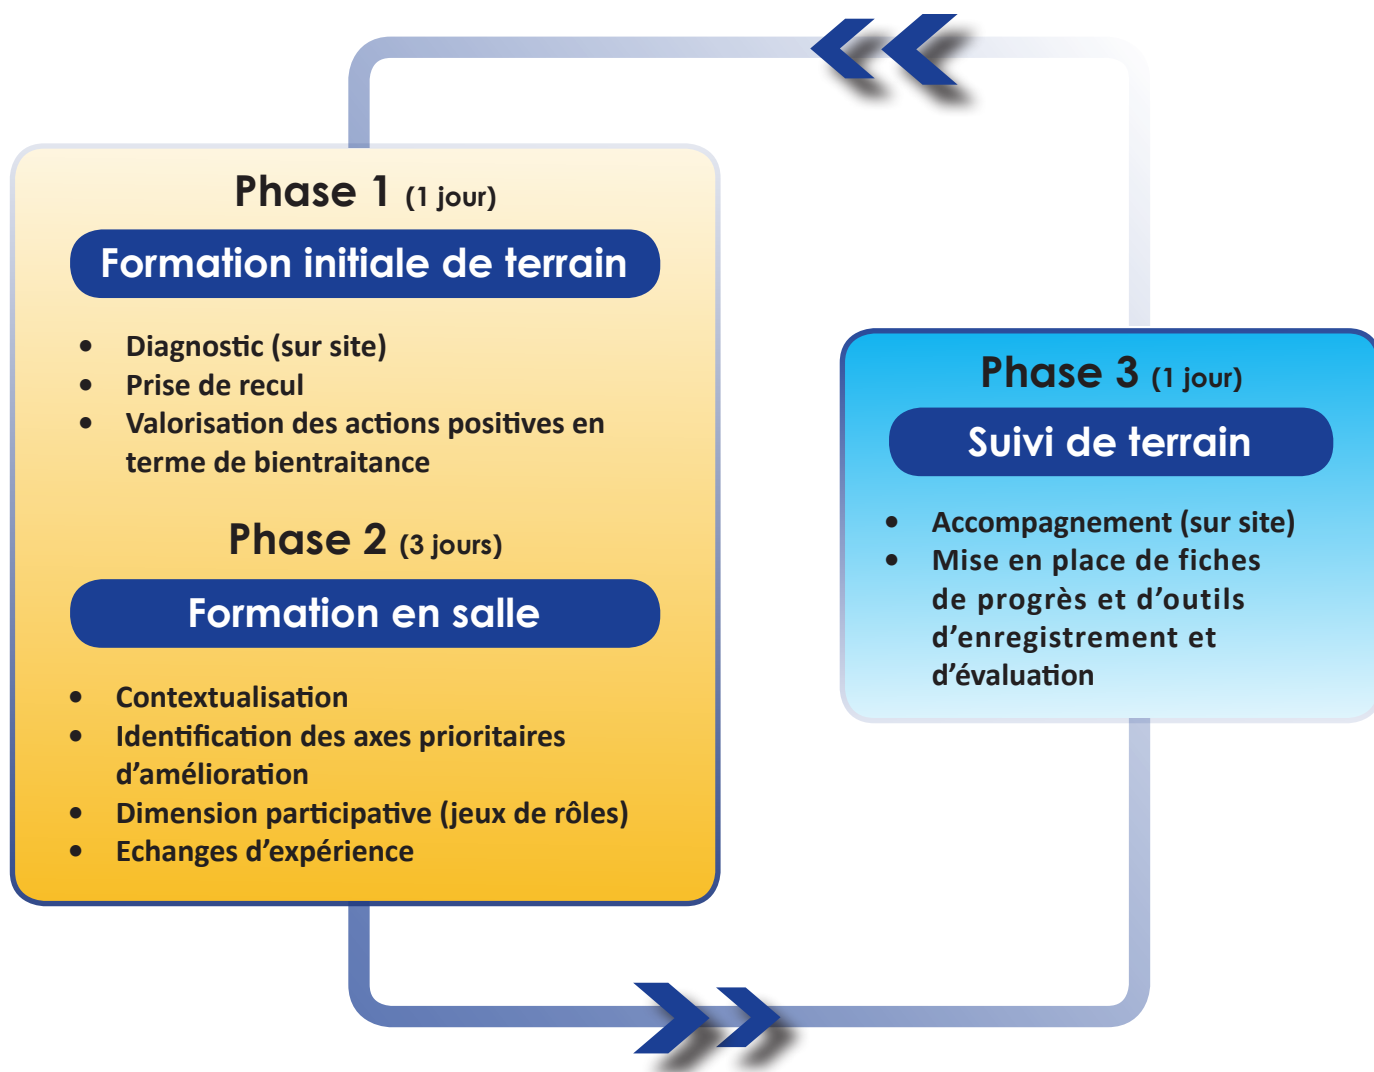 Phase 1 (1 jour)
Formation initiale de terrain
• Diagnostic (sur site)
• Prise de recul
• Valorisation des actions positives en
terme de bientraitance
Phase 2 (3 jours)
Formation en salle
• Contextualisation
• Identification des axes prioritaires
d’amélioration
• Dimension participative (jeux de rôles)
• Echanges d’expérience
Phase 3 (1 jour)
Suivi de terrain
• Accompagnement (sur site)
• Mise en place de fiches
de progrès et d’outils
d’enregistrement et
d’évaluation